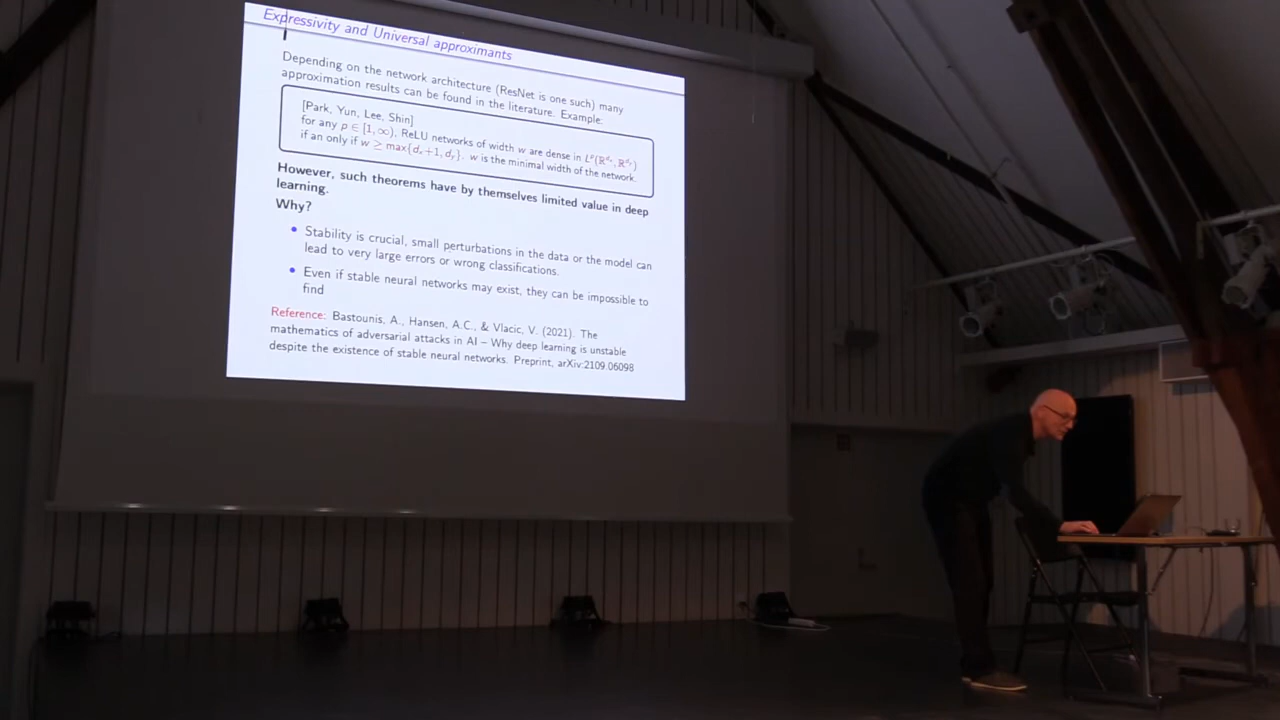 Expressivity and Universal approximants
Depending on the network architecture (ResNet is one such) many
approximation results can be found in the literature. Example:
[Park, Yun, Lee, Shin]
for any p ∈ [1,∞), ReLU networks of width w are dense in Lᵖ(ℝ^{dₓ}, ℝ^{d_y})
if an only if w ≥ max{dₓ+1, d_y}. w is the minimal width of the network.
However, such theorems have by themselves limited value in deep
learning.
Why?
• Stability is crucial, small perturbations in the data or the model can
lead to very large errors or wrong classifications.
• Even if stable neural networks may exist, they can be impossible to
find
Reference: Bastounis, A., Hansen, A.C., & Vlacic, V. (2021). The
mathematics of adversarial attacks in AI – Why deep learning is unstable
despite the existence of stable neural networks. Preprint, arXiv:2109.06098